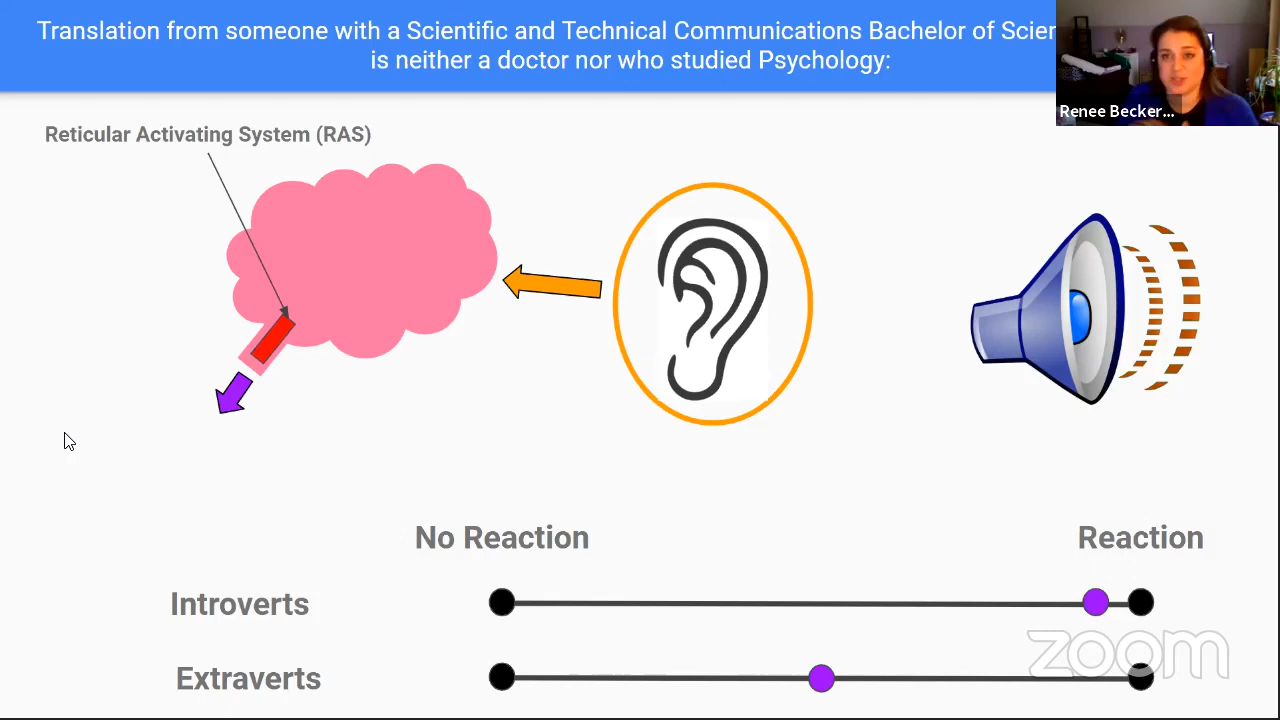 Translation from someone with a Scientific and Technical Communications Bachelor of
is neither a doctor nor who studied Psychology:
Renee Becker...
Reticular Activating System (RAS)
No Reaction
Reaction
Introverts
Extraverts
zoom